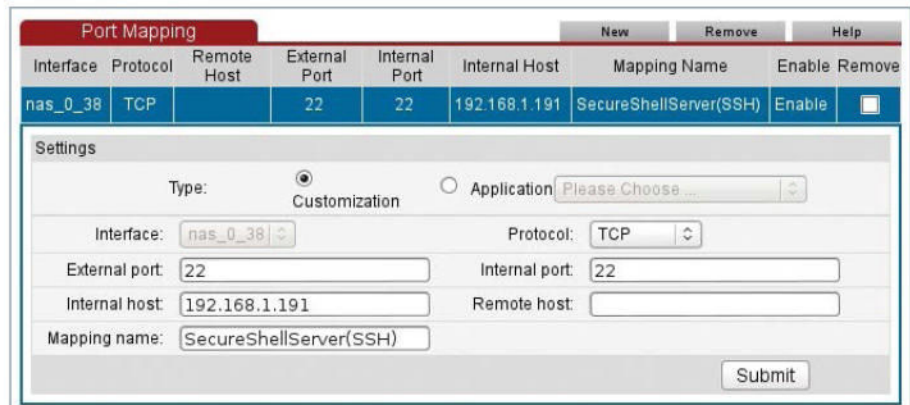 Port Mapping New Remove Help
Interface Protocol Remote Host External Port Internal Port Internal Host Mapping Name Enable Remove
nas_0_38 TCP 22 22 192.168.1.191 SecureShellServer(SSH) Enable
Settings
Type: Customization Application Please Choose ...
Interface: nas_0_38 Protocol: TCP
External port: 22 Internal port: 22
Internal host: 192.168.1.191 Remote host:
Mapping name: SecureShellServer(SSH)
Submit